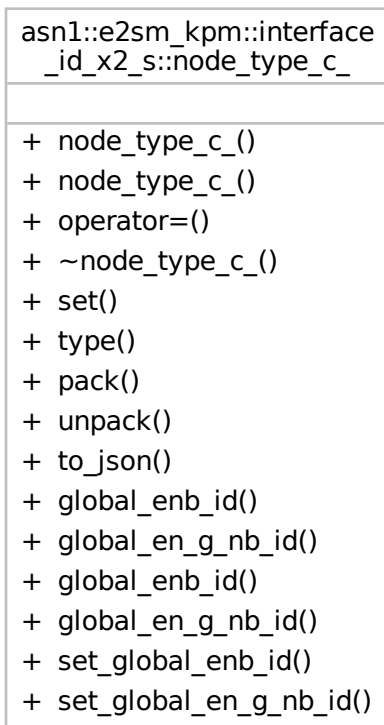 asn1::e2sm_kpm::interface
_id_x2_s::node_type_c_
+ node_type_c_()
+ node_type_c_()
+ operator=()
+ ~node_type_c_()
+ set()
+ type()
+ pack()
+ unpack()
+ to_json()
+ global_enb_id()
+ global_en_g_nb_id()
+ global_enb_id()
+ global_en_g_nb_id()
+ set_global_enb_id()
+ set_global_en_g_nb_id()